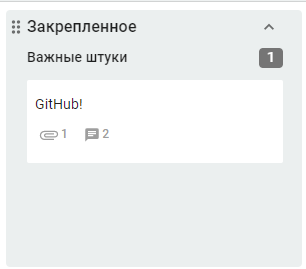 Закрепленное
Важные штуки
1
GitHub!
1
2